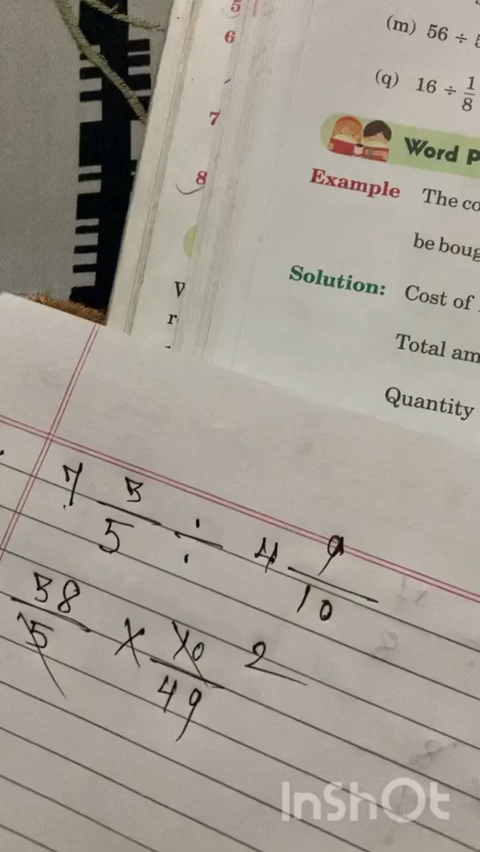 5
6
7
8
(m) 56 ÷
(q) 16 ÷ 1/8
Word P
Example The co
be boug
Solution: Cost of
Total am
Quantity
7 3/5 ÷ 4 9/10
38/5 × 10/49 2
InShOt